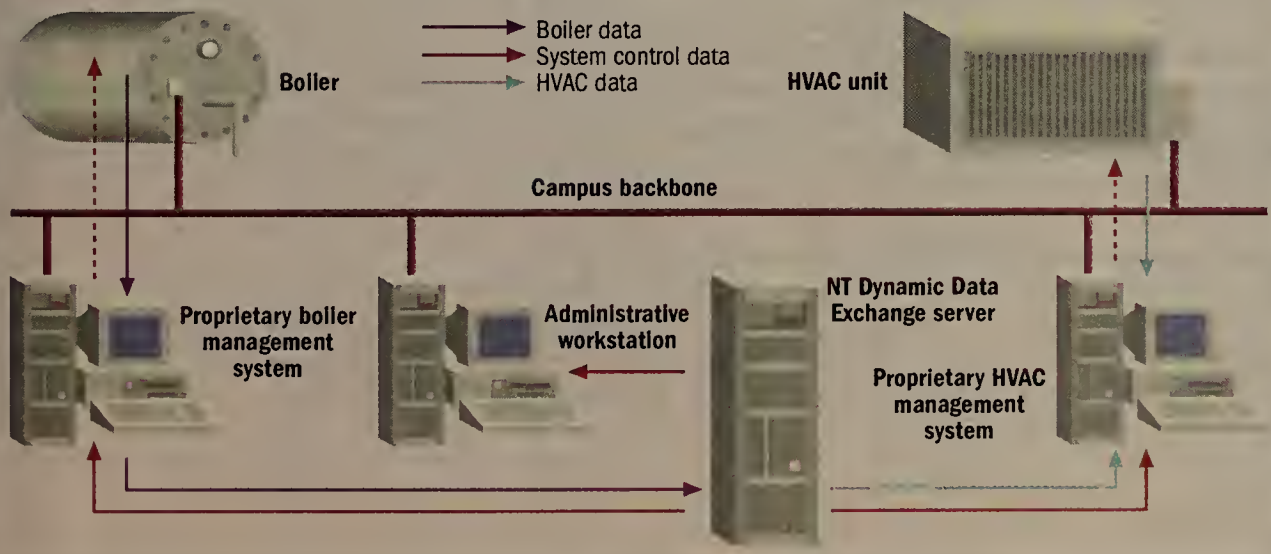 Boiler data
System control data
HVAC data
Boiler
HVAC unit
Campus backbone
Proprietary boiler
management
system
Administrative
workstation
NT Dynamic Data
Exchange server
Proprietary HVAC
management
system